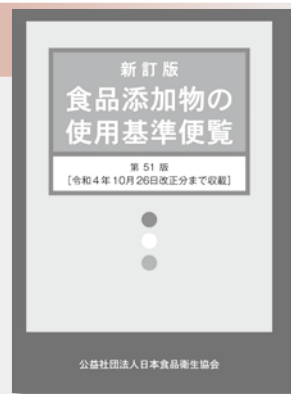 新訂版
食品添加物の
使用基準便覧
第 51 版
[令和4年10月26日改正分まで収載]
公益社団法人日本食品衛生協会